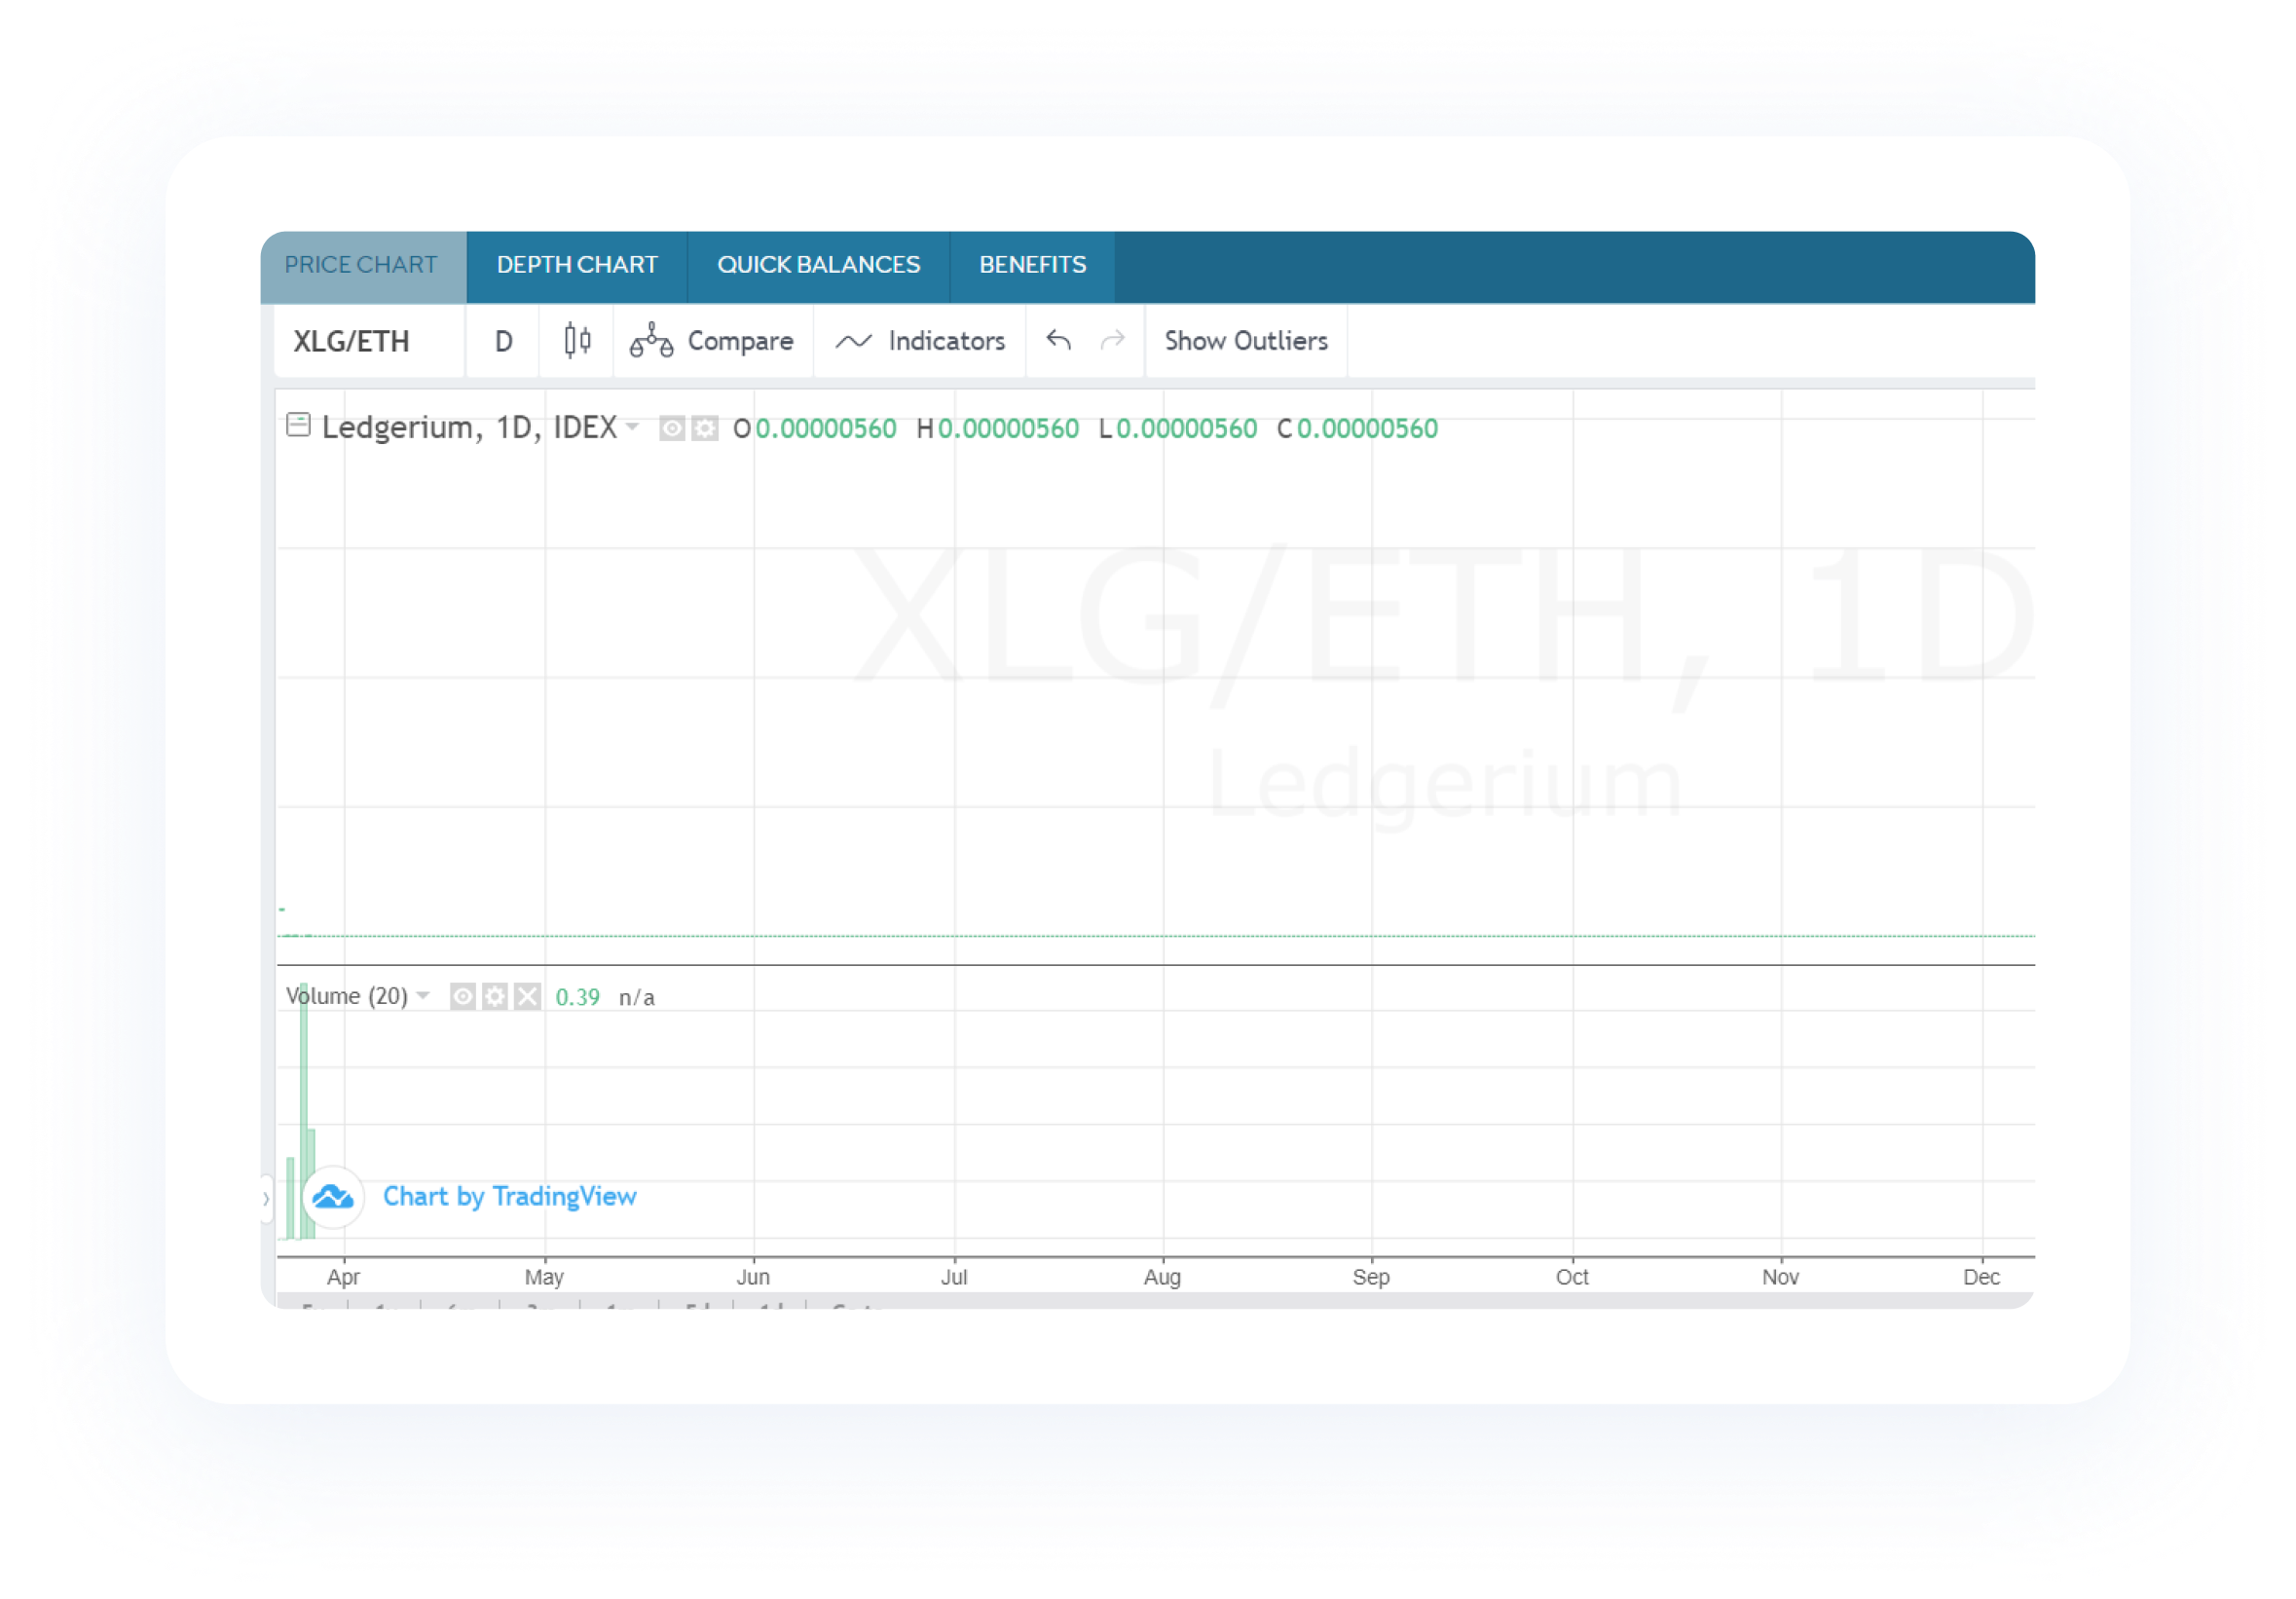 PRICE CHART DEPTH CHART QUICK BALANCES BENEFITS
XLG/ETH D Compare Indicators Show Outliers
Ledgerium, 1D, IDEX O 0.00000560 H 0.00000560 L 0.00000560 C 0.00000560
XLG/ETH, 1D
Ledgerium
Volume (20) 0.39 n/a
Chart by TradingView
Apr May Jun Jul Aug Sep Oct Nov Dec